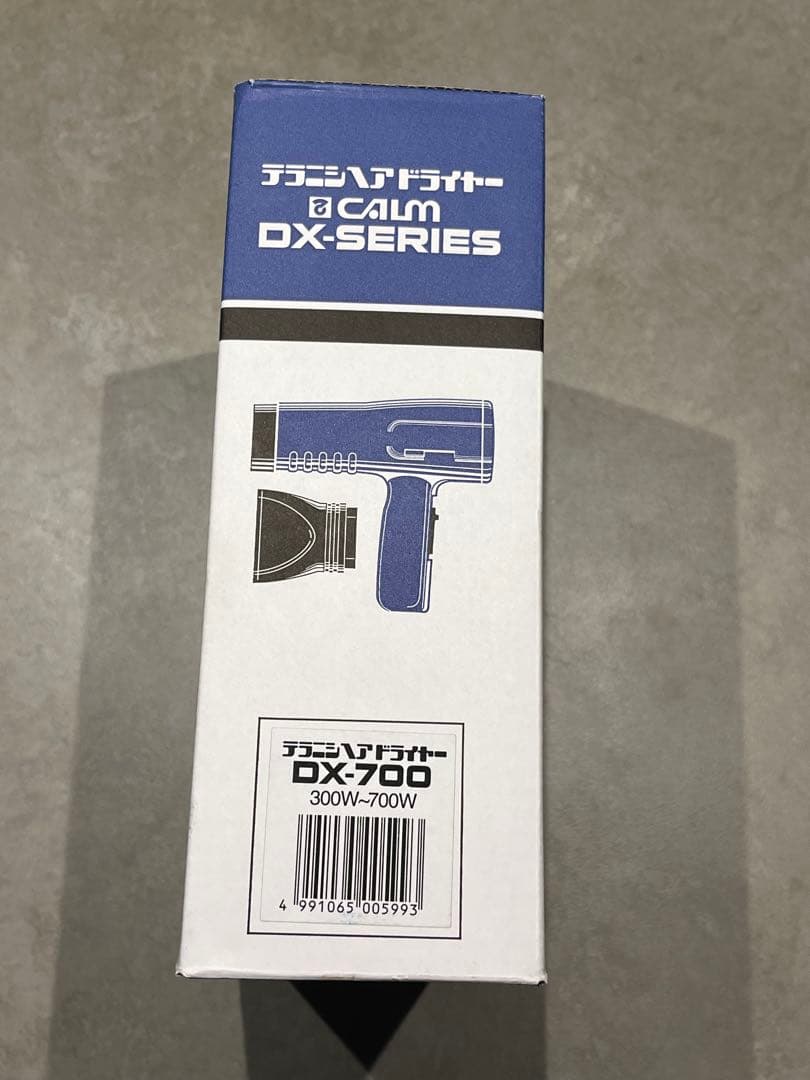 テラニシヘアドライヤー
CALM
DX-SERIES
テラニシヘアドライヤー
DX-700
300W~700W
4 991065 005993